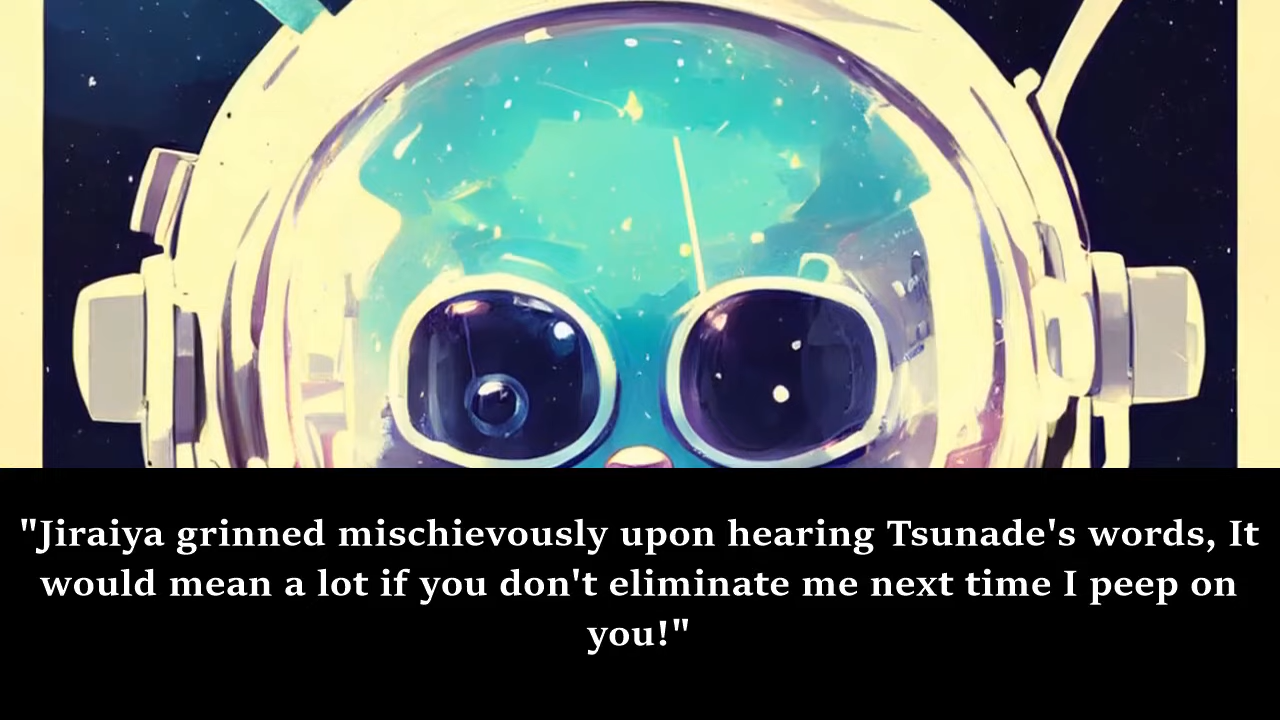 "Jiraiya grinned mischievously upon hearing Tsunade's words, It
would mean a lot if you don't eliminate me next time I peep on
you!"